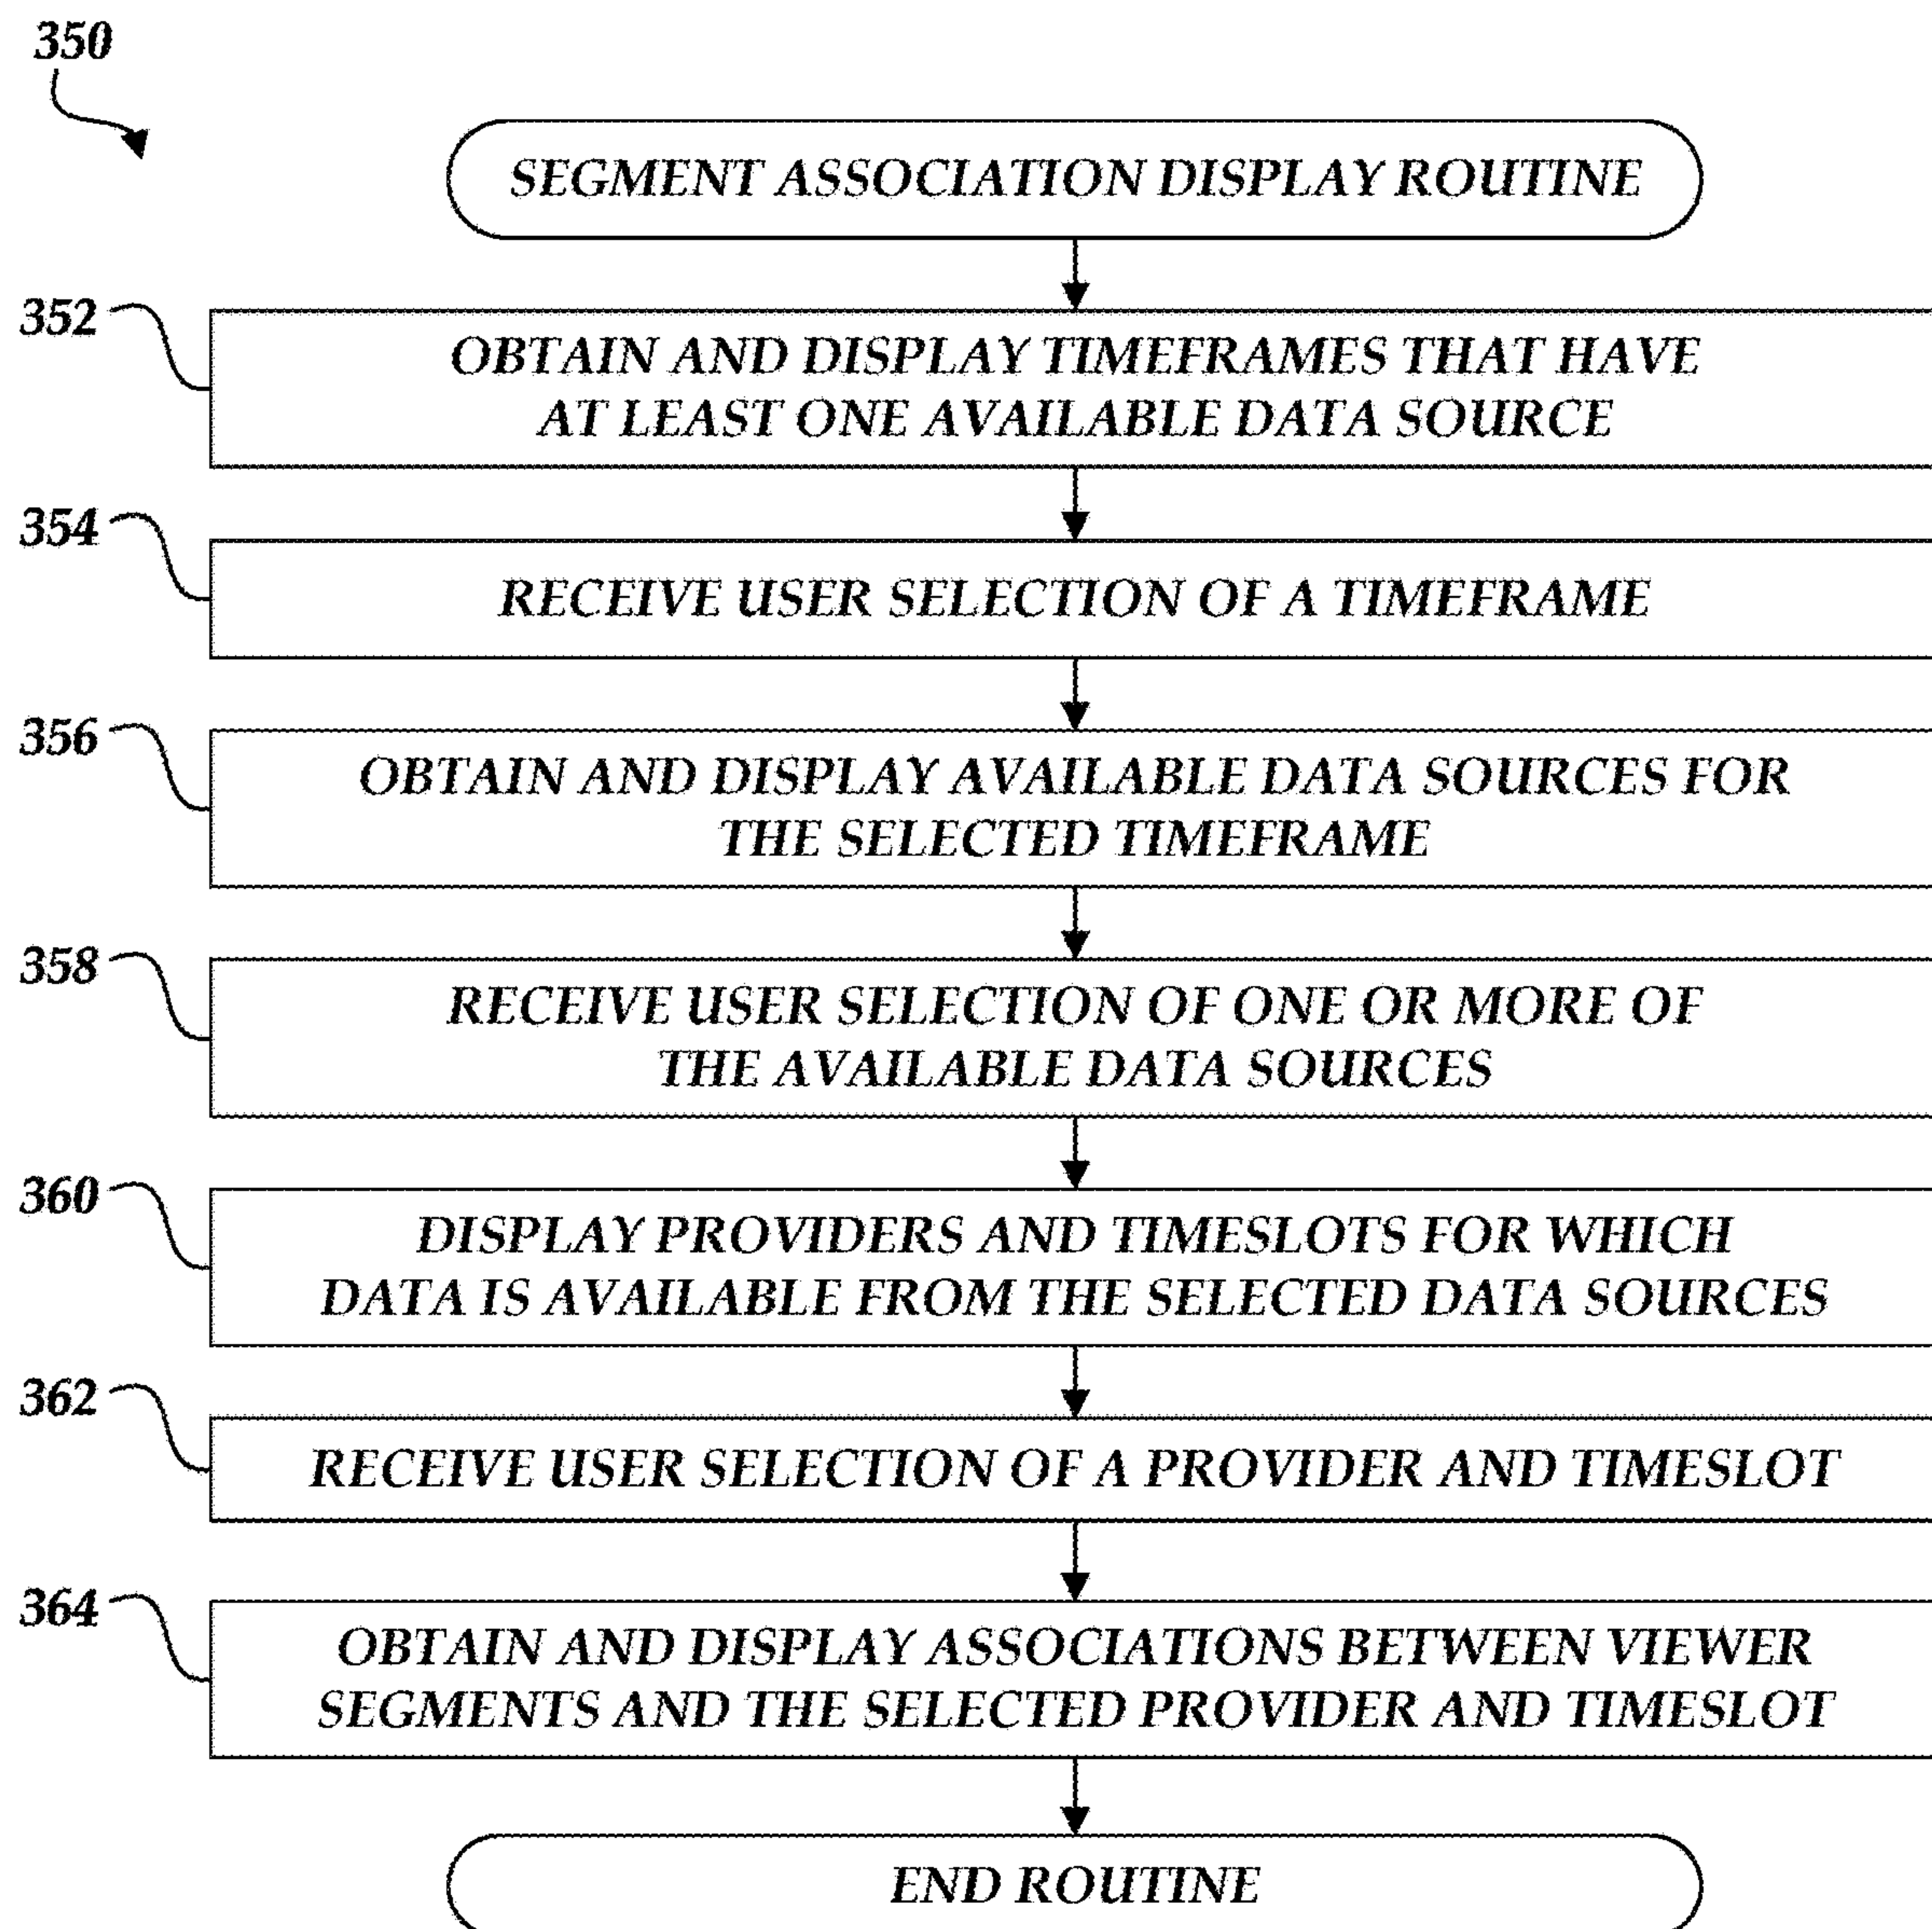 350
SEGMENT ASSOCIATION DISPLAY ROUTINE
352
OBTAIN AND DISPLAY TIMEFRAMES THAT HAVE
AT LEAST ONE AVAILABLE DATA SOURCE
354
RECEIVE USER SELECTION OF A TIMEFRAME
356
OBTAIN AND DISPLAY AVAILABLE DATA SOURCES FOR
THE SELECTED TIMEFRAME
358
RECEIVE USER SELECTION OF ONE OR MORE OF
THE AVAILABLE DATA SOURCES
360
DISPLAY PROVIDERS AND TIMESLOTS FOR WHICH
DATA IS AVAILABLE FROM THE SELECTED DATA SOURCES
362
RECEIVE USER SELECTION OF A PROVIDER AND TIMESLOT
364
OBTAIN AND DISPLAY ASSOCIATIONS BETWEEN VIEWER
SEGMENTS AND THE SELECTED PROVIDER AND TIMESLOT
END ROUTINE